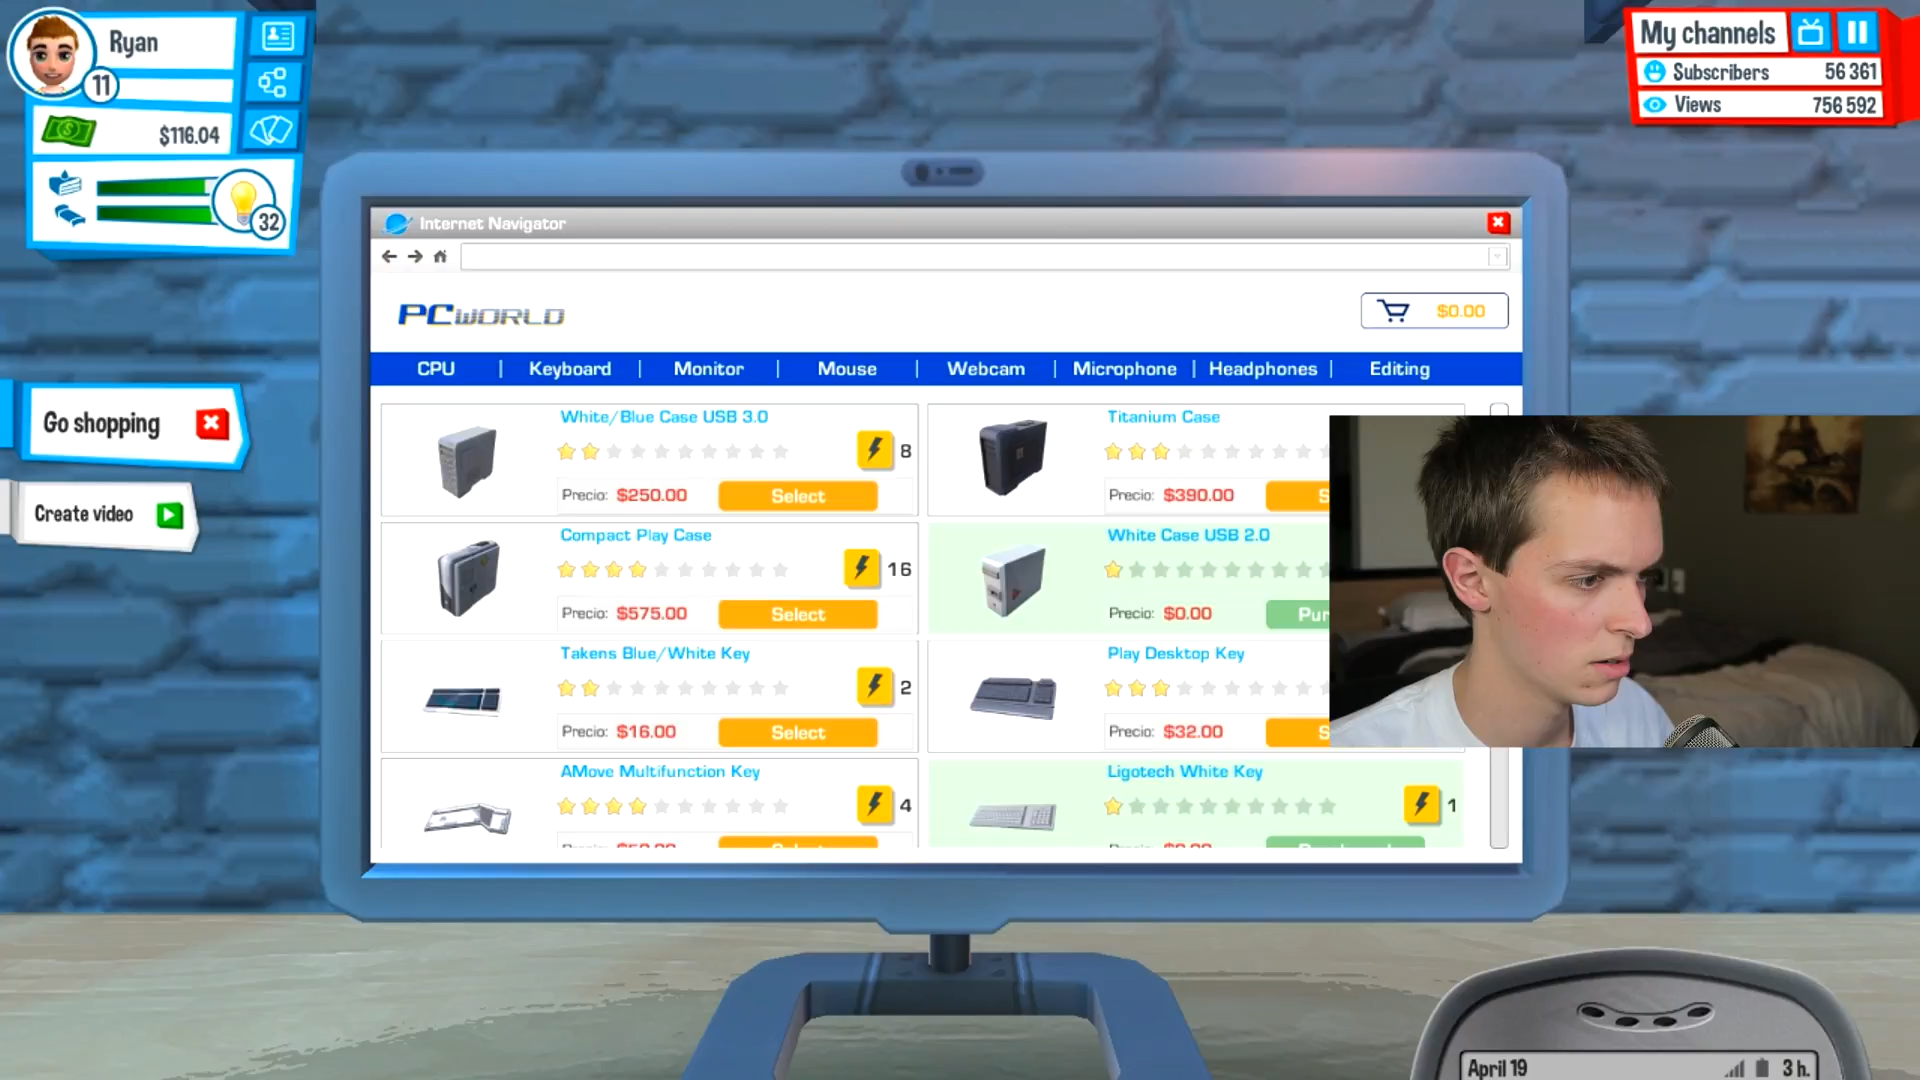 Ryan
11
$116.04
32
My channels
Subscribers 56 361
Views 756 592
Internet Navigator
PCWORLD
$0.00
CPU | Keyboard | Monitor | Mouse | Webcam | Microphone | Headphones | Editing
Go shopping
Create video
White/Blue Case USB 3.0
8
Precio: $250.00 Select
Titanium Case
Precio: $390.00
Compact Play Case
16
Precio: $575.00 Select
White Case USB 2.0
Precio: $0.00
Takens Blue/White Key
2
Precio: $16.00 Select
Play Desktop Key
Precio: $32.00
AMove Multifunction Key
4
Ligotech White Key
1
April 19 3 h.